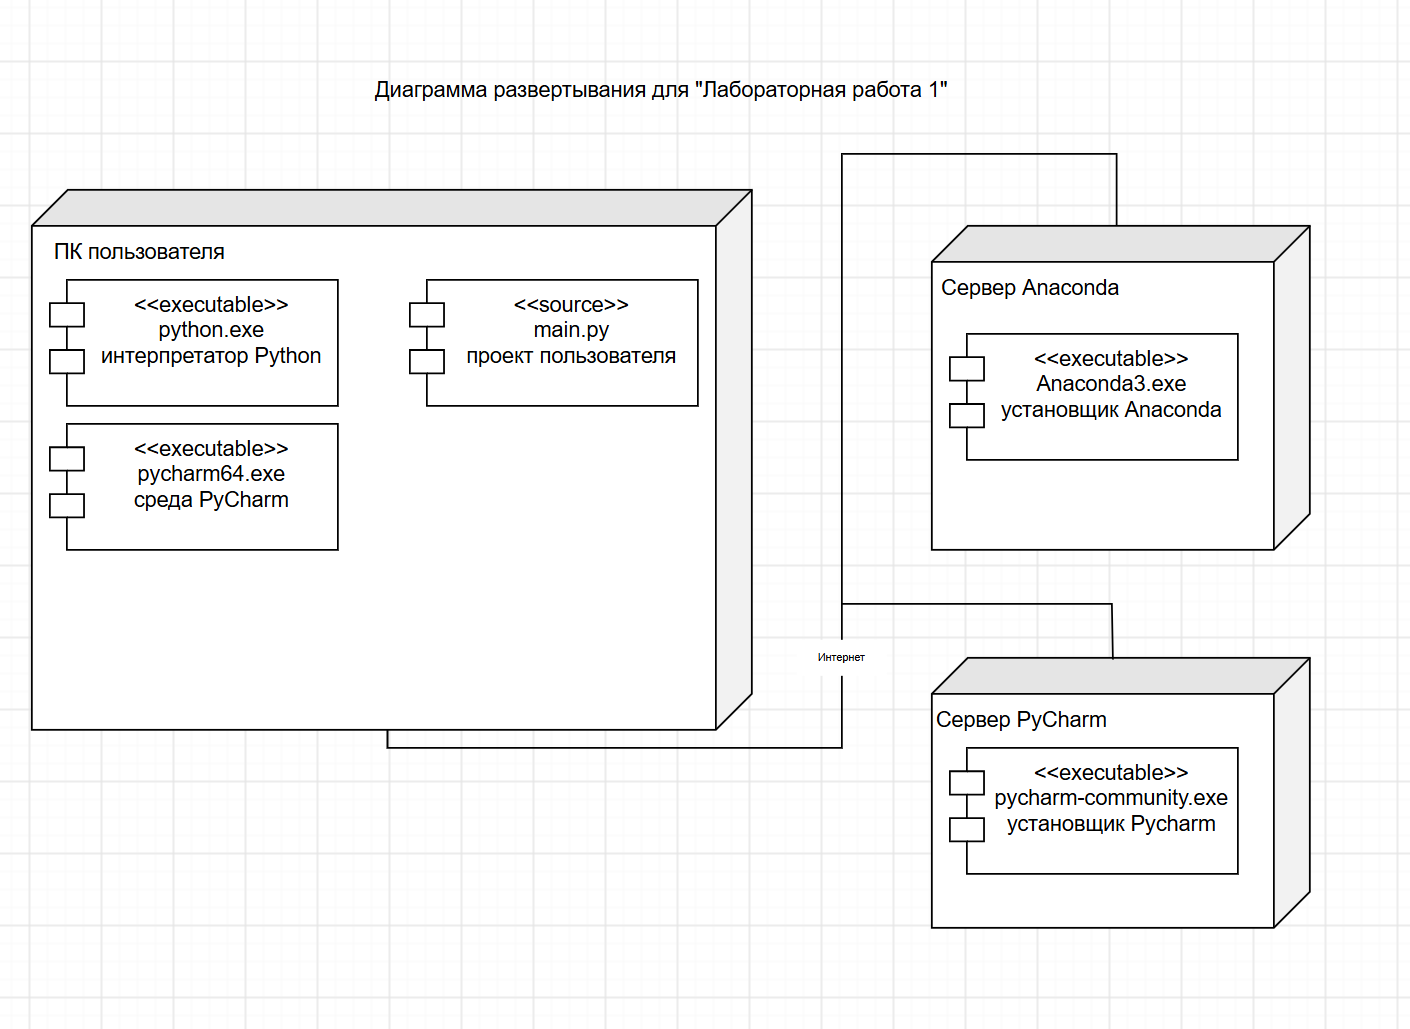 Диаграмма развертывания для "Лабораторная работа 1"
ПК пользователя
<<executable>>
python.exe
интерпретатор Python
<<source>>
main.py
проект пользователя
<<executable>>
pycharm64.exe
среда PyCharm
Сервер Anaconda
<<executable>>
Anaconda3.exe
установщик Anaconda
Интернет
Сервер PyCharm
<<executable>>
pycharm-community.exe
установщик Pycharm